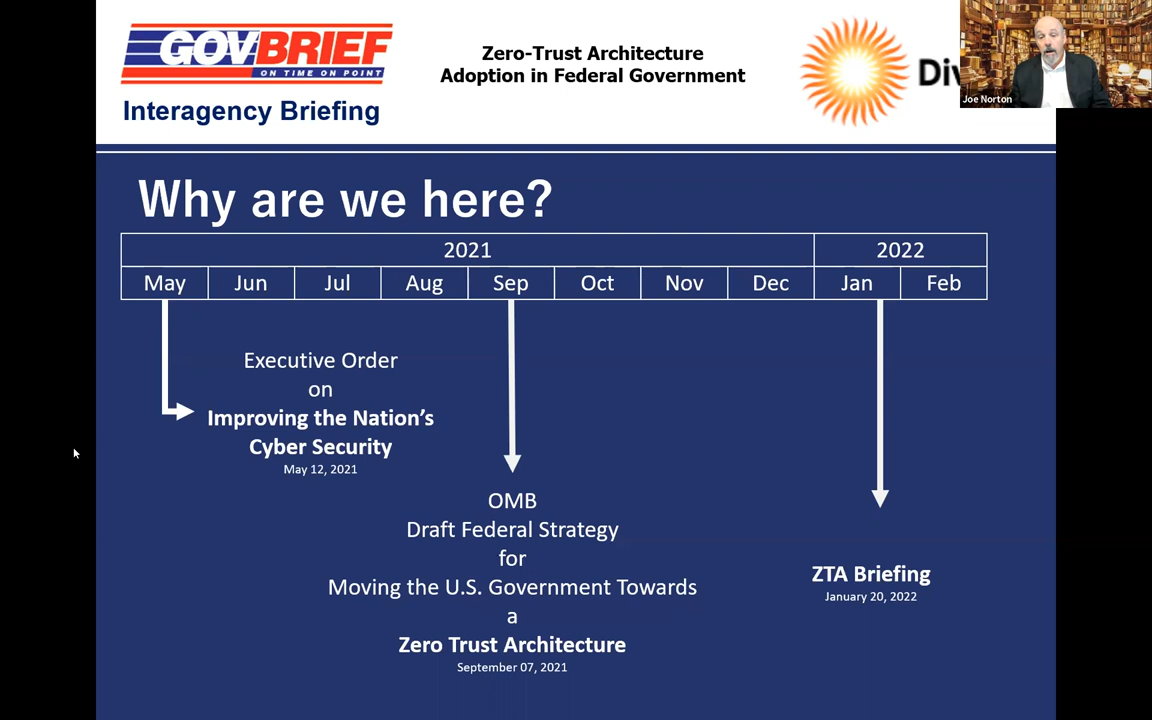 GOVBRIEF
ON TIME ON POINT
Interagency Briefing
Zero-Trust Architecture
Adoption in Federal Government
Div
Joe Norton
Why are we here?
2021 2022
May Jun Jul Aug Sep Oct Nov Dec Jan Feb
Executive Order
on
Improving the Nation’s
Cyber Security
May 12, 2021
OMB
Draft Federal Strategy
for
Moving the U.S. Government Towards
a
Zero Trust Architecture
September 07, 2021
ZTA Briefing
January 20, 2022